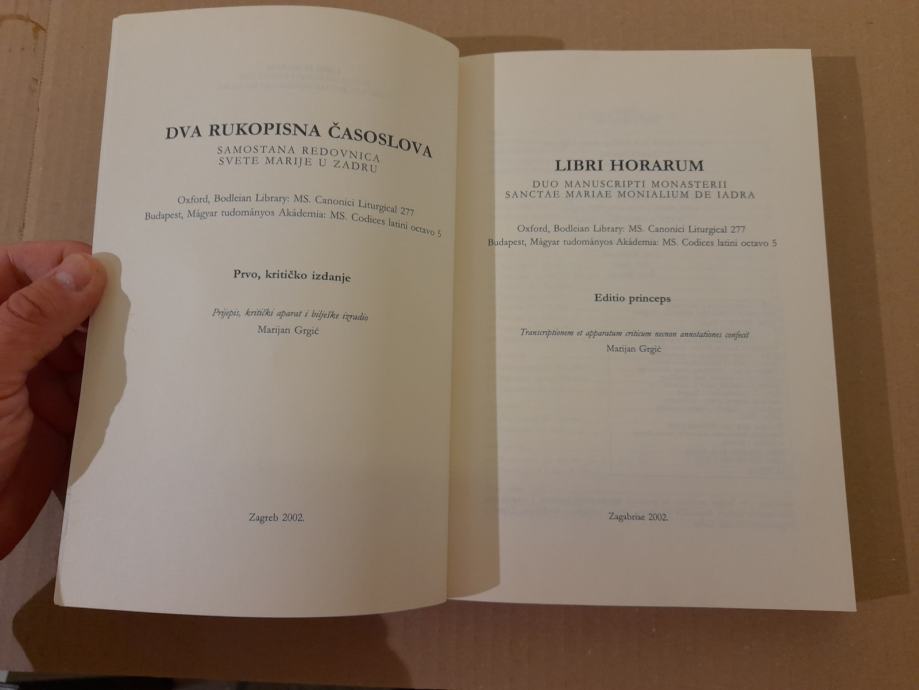 DVA RUKOPISNA ČASOSLOVA
SAMOSTANA REDOVNICA
SVETE MARIJE U ZADRU
Oxford, Bodleian Library: MS. Canonici Liturgical 277
Budapest, Mágyar tudományos Akádemia: MS. Codices latini octavo 5
Prvo, kritičko izdanje
Prijepis, kritički aparat i bilješke izradio
Marijan Grgić
Zagreb 2002.
LIBRI HORARUM
DUO MANUSCRIPTI MONASTERII
SANCTAE MARIAE MONIALIUM DE IADRA
Oxford, Bodleian Library: MS. Canonici Liturgical 277
Budapest, Mágyar tudományos Akádemia: MS. Codices latini octavo 5
Editio princeps
Transcriptionem et apparatum criticum necnon annotationes confecit
Marijan Grgić
Zagabriae 2002.